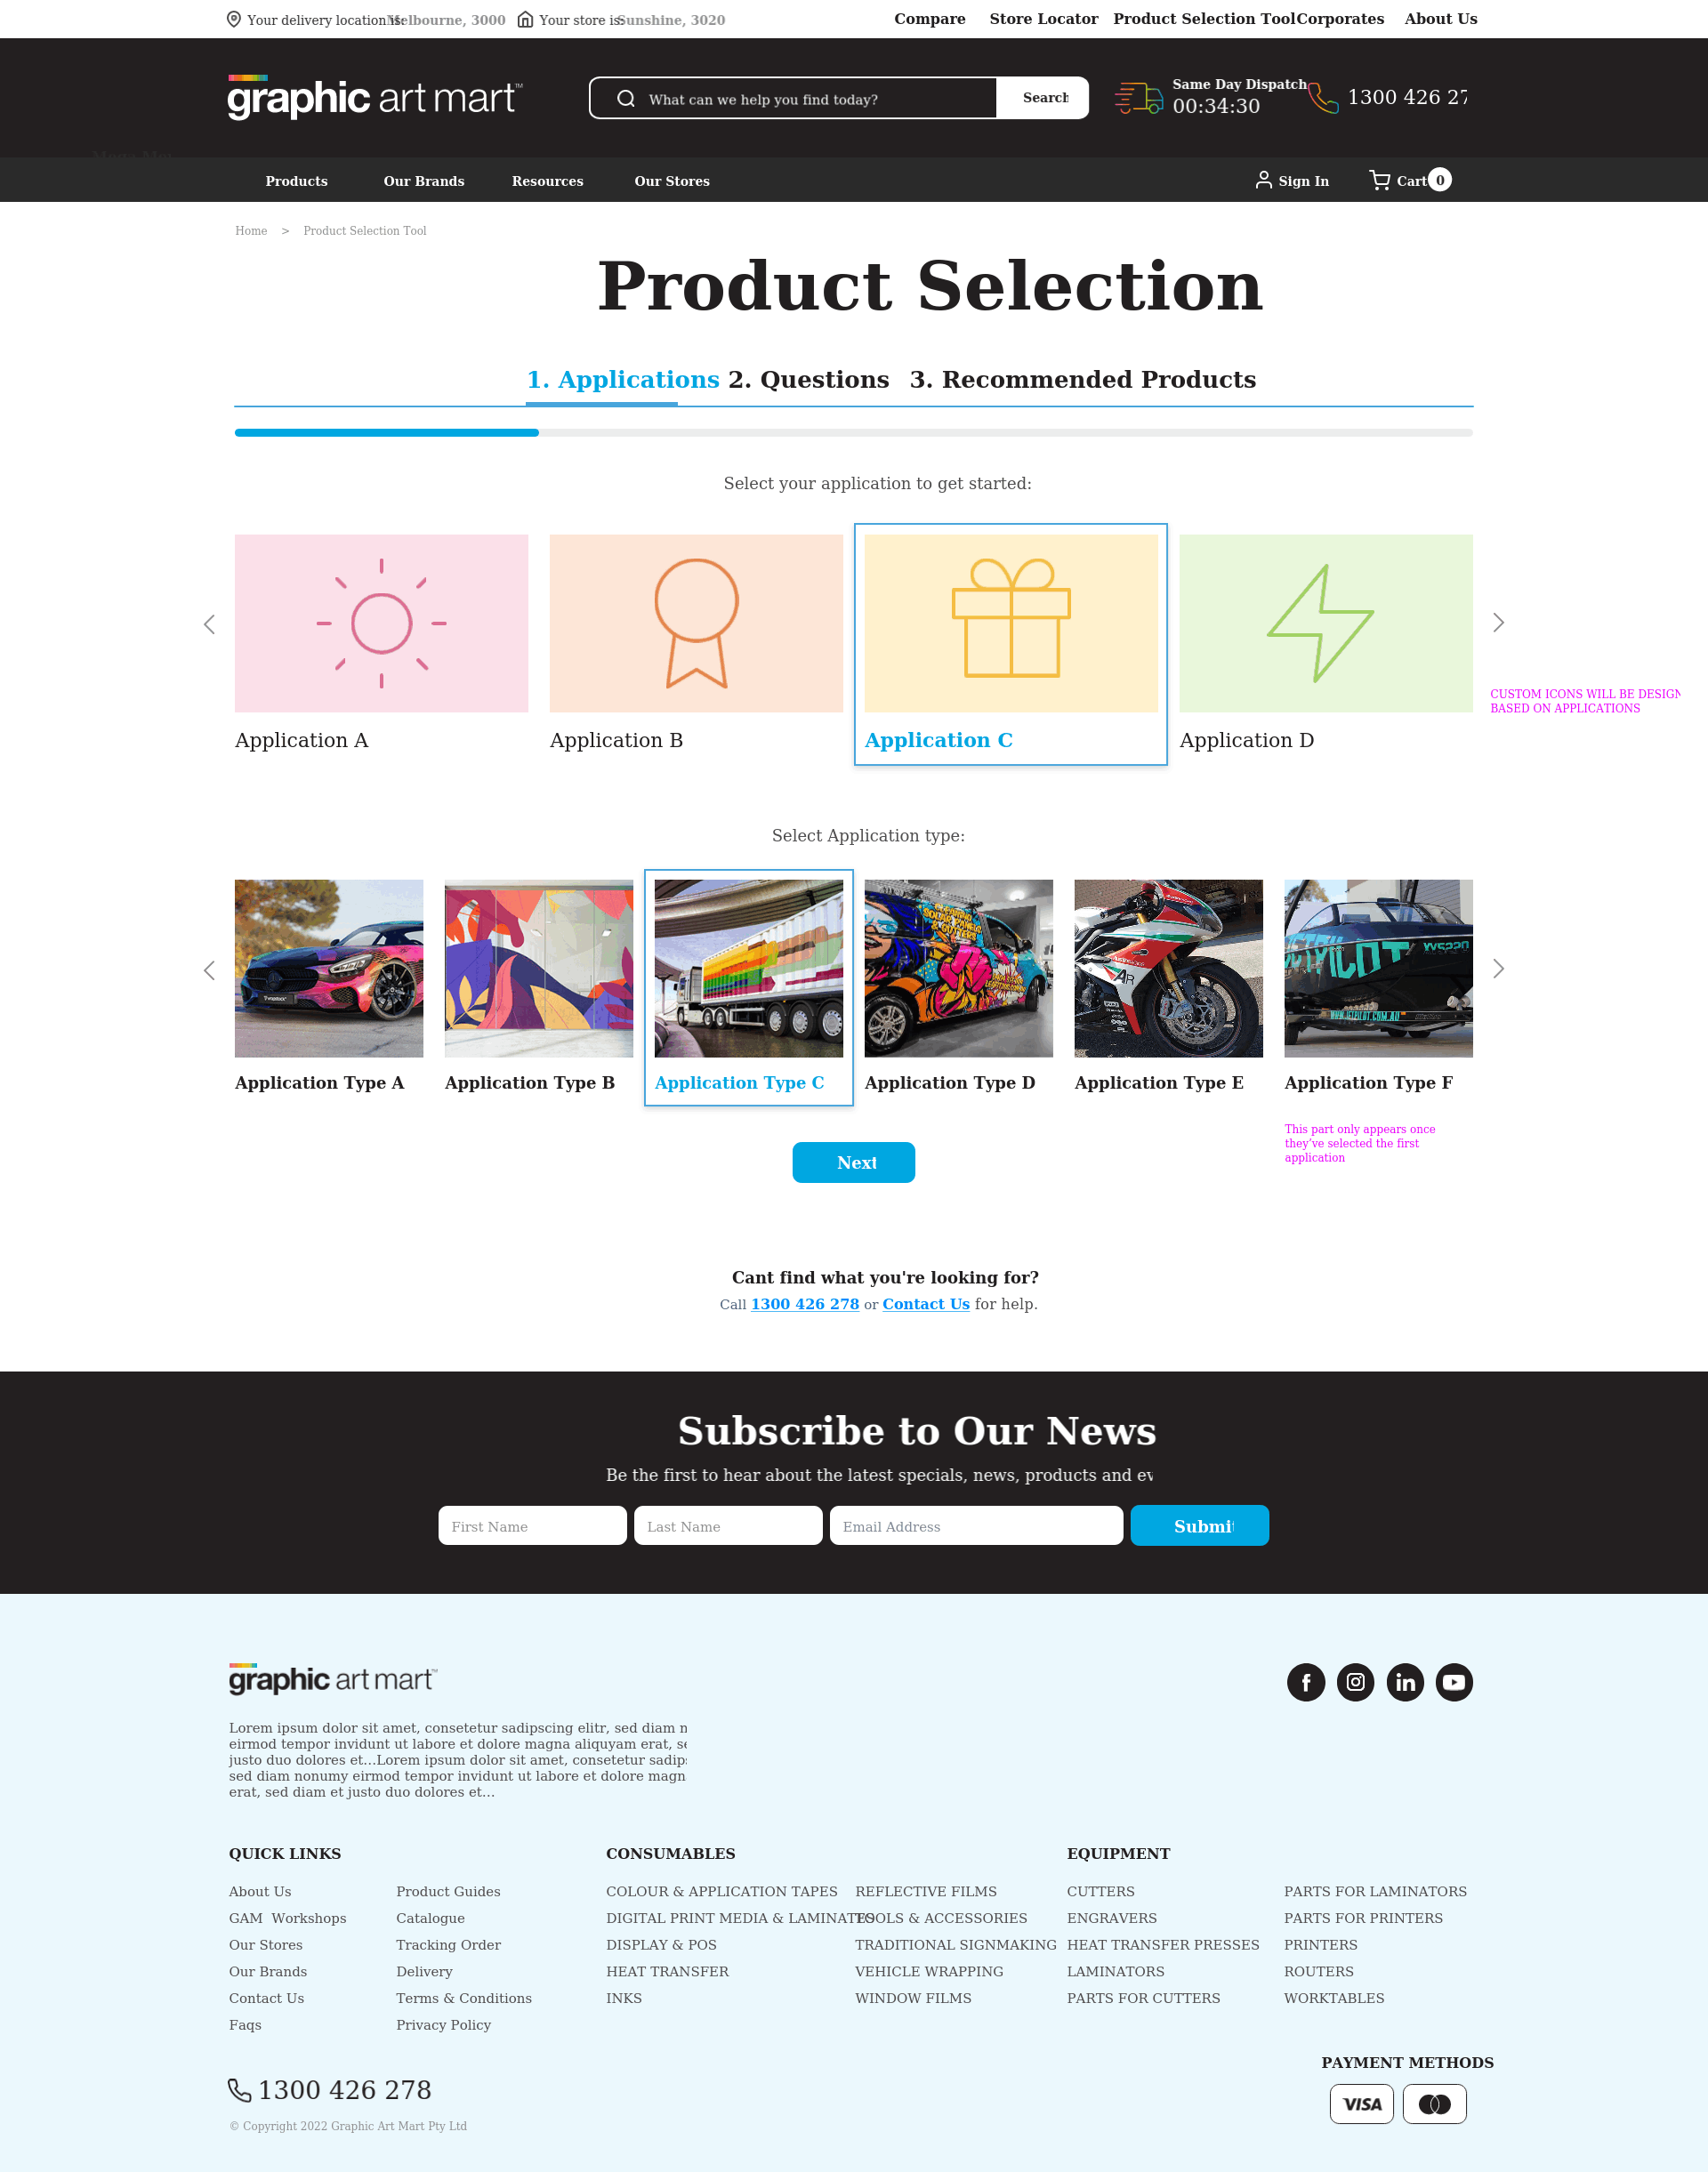 Your delivery location is: Melbourne, 3000 Your store is: Sunshine, 3020 Compare Store Locator Product Selection Tool Corporates About Us
graphic art mart™
What can we help you find today? Search
Same Day Dispatch
00:34:30
1300 426 27
Products Our Brands Resources Our Stores Sign In Cart 0
Home > Product Selection Tool
Product Selection
1. Applications 2. Questions 3. Recommended Products
Select your application to get started:
CUSTOM ICONS WILL BE DESIGN
BASED ON APPLICATIONS
Application A Application B Application C Application D
Select Application type:
JETPILOT
WWW.JETPILOT.COM.AU
Application Type A Application Type B Application Type C Application Type D Application Type E Application Type F
This part only appears once
they’ve selected the first
application
Next
Cant find what you're looking for?
Call 1300 426 278 or Contact Us for help.
Subscribe to Our News
Be the first to hear about the latest specials, news, products and ev
First Name Last Name Email Address Submit
graphic art mart™
Lorem ipsum dolor sit amet, consetetur sadipscing elitr, sed diam n
eirmod tempor invidunt ut labore et dolore magna aliquyam erat, se
justo duo dolores et…Lorem ipsum dolor sit amet, consetetur sadips
sed diam nonumy eirmod tempor invidunt ut labore et dolore magn
erat, sed diam et justo duo dolores et…
QUICK LINKS CONSUMABLES EQUIPMENT
About Us Product Guides COLOUR & APPLICATION TAPES REFLECTIVE FILMS CUTTERS PARTS FOR LAMINATORS
GAM Workshops Catalogue DIGITAL PRINT MEDIA & LAMINATES TOOLS & ACCESSORIES ENGRAVERS PARTS FOR PRINTERS
Our Stores Tracking Order DISPLAY & POS TRADITIONAL SIGNMAKING HEAT TRANSFER PRESSES PRINTERS
Our Brands Delivery HEAT TRANSFER VEHICLE WRAPPING LAMINATORS ROUTERS
Contact Us Terms & Conditions INKS WINDOW FILMS PARTS FOR CUTTERS WORKTABLES
Faqs Privacy Policy
PAYMENT METHODS
1300 426 278
VISA
© Copyright 2022 Graphic Art Mart Pty Ltd